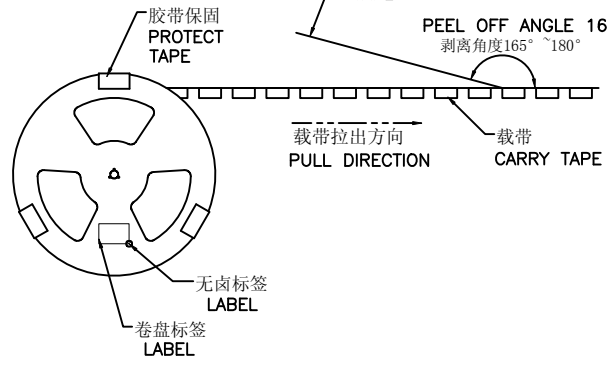 胶带保固
PROTECT
TAPE
PEEL OFF ANGLE 16
剥离角度165° ~180°
载带拉出方向
PULL DIRECTION
载带
CARRY TAPE
无卤标签
LABEL
卷盘标签
LABEL